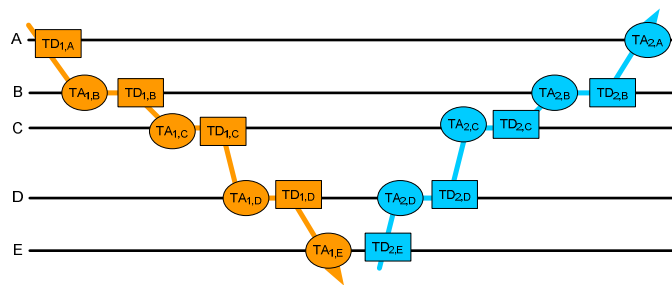 A TD1,A TA2,A
B TA1,B TD1,B TA2,B TD2,B
C TA1,C TD1,C TA2,C TD2,C
D TA1,D TD1,D TA2,D TD2,D
E TA1,E TD2,E